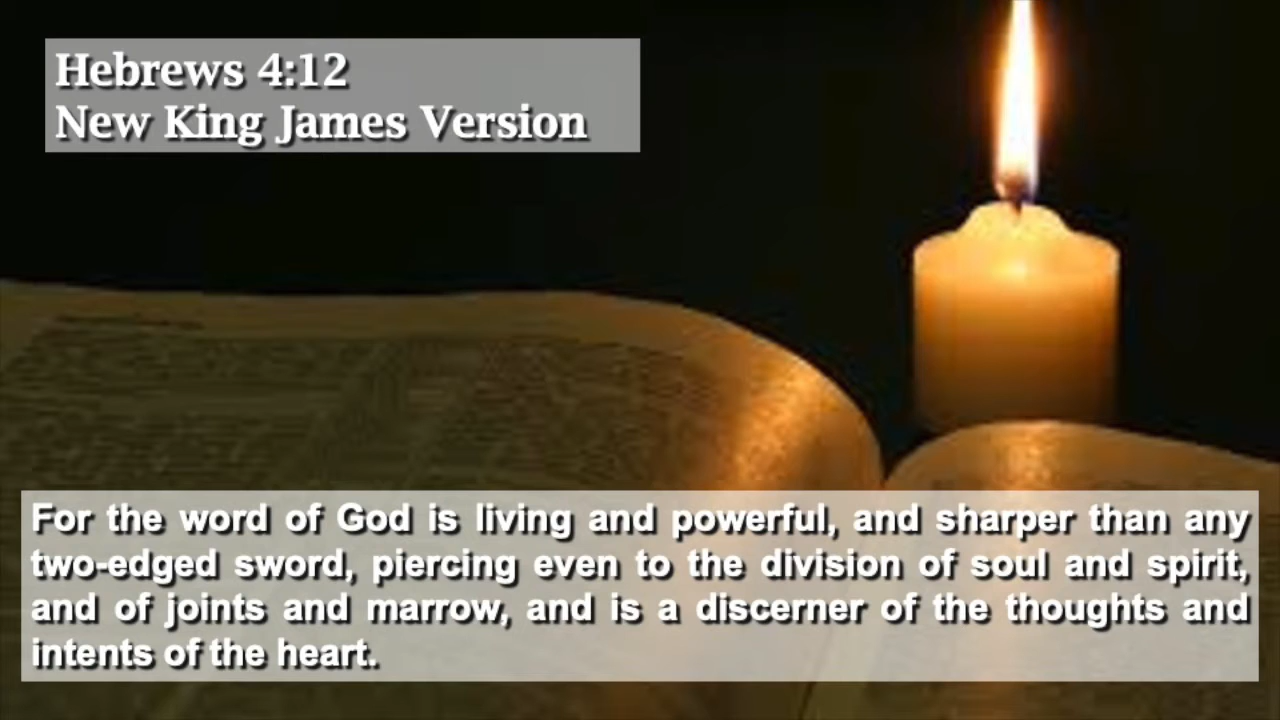 Hebrews 4:12
New King James Version
For the word of God is living and powerful, and sharper than any
two-edged sword, piercing even to the division of soul and spirit,
and of joints and marrow, and is a discerner of the thoughts and
intents of the heart.